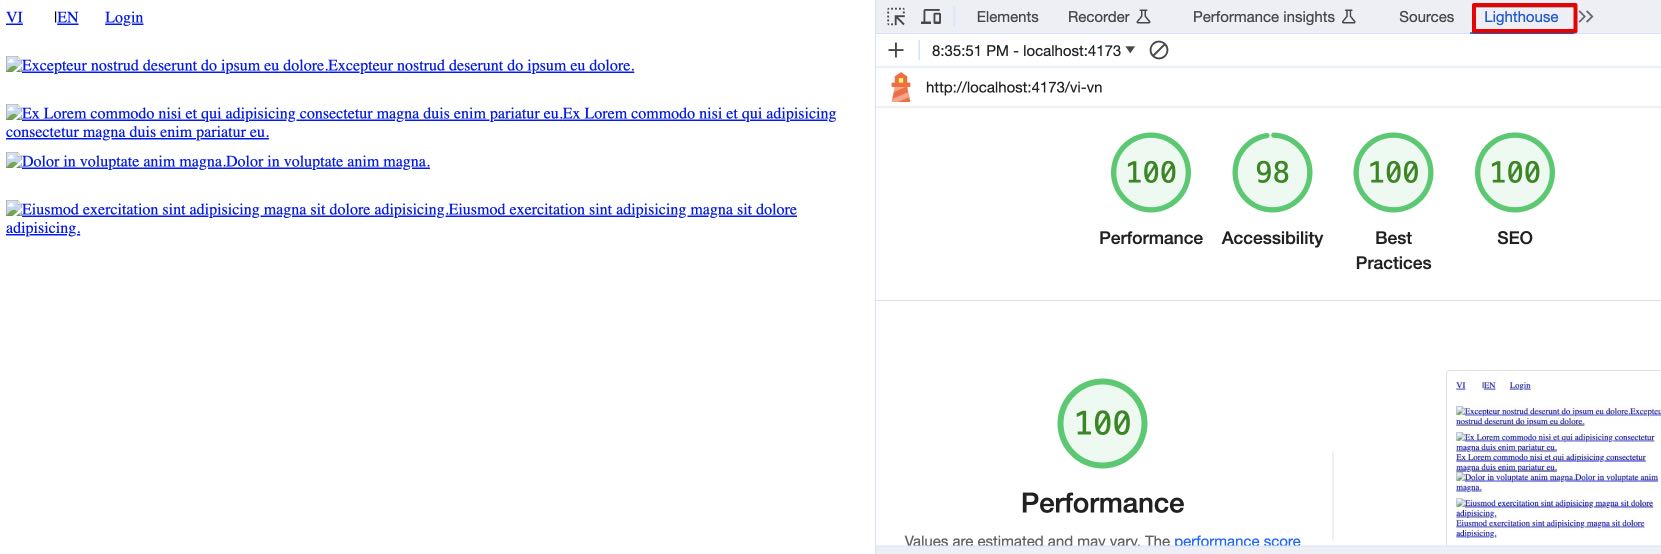 VI |EN Login
Excepteur nostrud deserunt do ipsum eu dolore.Excepteur nostrud deserunt do ipsum eu dolore.
Ex Lorem commodo nisi et qui adipisicing consectetur magna duis enim pariatur eu.Ex Lorem commodo nisi et qui adipisicing
consectetur magna duis enim pariatur eu.
Dolor in voluptate anim magna.Dolor in voluptate anim magna.
Eiusmod exercitation sint adipisicing magna sit dolore adipisicing.Eiusmod exercitation sint adipisicing magna sit dolore
adipisicing.
Elements Recorder Performance insights Sources Lighthouse
8:35:51 PM - localhost:4173
http://localhost:4173/vi-vn
100 98 100 100
Performance Accessibility Best Practices SEO
100
Performance
Values are estimated and may vary. The performance score
VI |EN Login
Excepteur nostrud deserunt do ipsum eu dolore.Excepteu
nostrud deserunt do ipsum eu dolore.
Ex Lorem commodo nisi et qui adipisicing consectetur
magna duis enim pariatur eu.
Ex Lorem commodo nisi et qui adipisicing consectetur
magna duis enim pariatur eu.
Dolor in voluptate anim magna.Dolor in voluptate anim
magna.
Eiusmod exercitation sint adipisicing magna sit dolore
adipisicing.
Eiusmod exercitation sint adipisicing magna sit dolore
adipisicing.